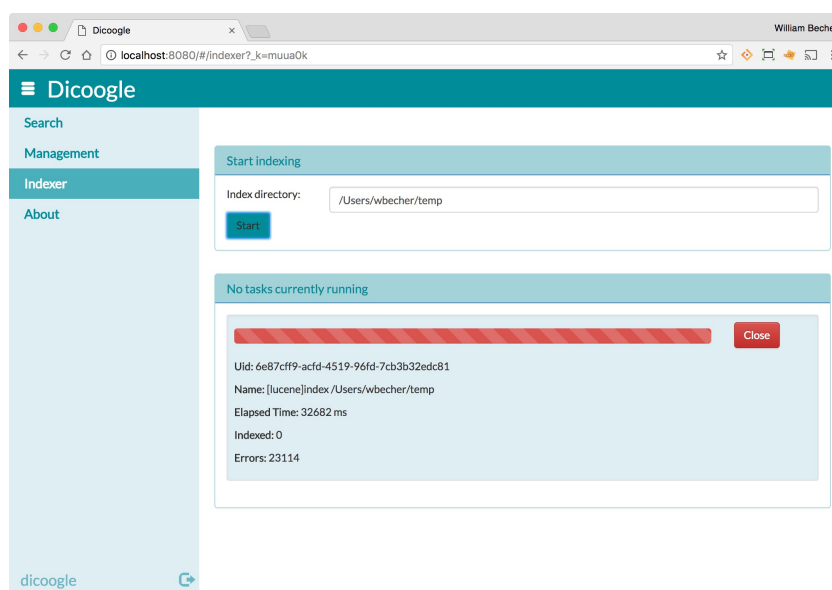 Dicoogle
William Beche
localhost:8080/#/indexer?_k=muua0k
Dicoogle
Search
Management
Indexer
About
Start indexing
Index directory:
/Users/wbecher/temp
Start
No tasks currently running
Close
Uid: 6e87cff9-acfd-4519-96fd-7cb3b32edc81
Name: [lucene]index /Users/wbecher/temp
Elapsed Time: 32682 ms
Indexed: 0
Errors: 23114
dicoogle